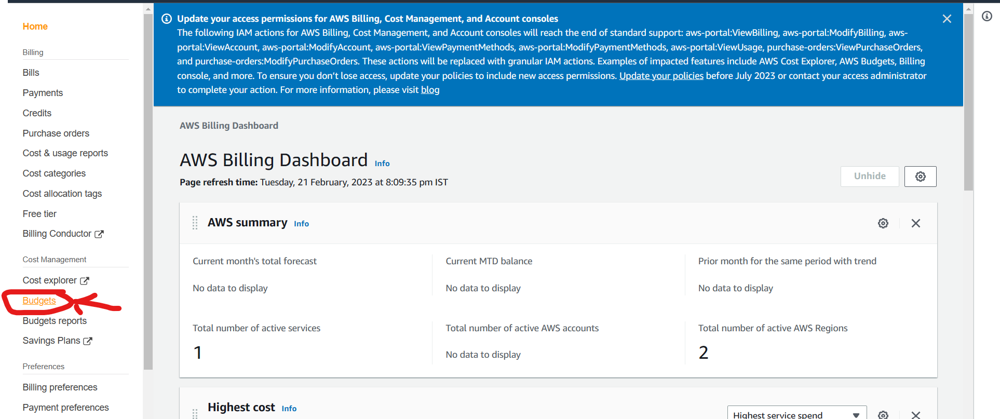 Home
Billing
Bills
Payments
Credits
Purchase orders
Cost & usage reports
Cost categories
Cost allocation tags
Free tier
Billing Conductor
Cost Management
Cost explorer
Budgets
Budgets reports
Savings Plans
Preferences
Billing preferences
Payment preferences
Update your access permissions for AWS Billing, Cost Management, and Account consoles
The following IAM actions for AWS Billing, Cost Management, and Account consoles will reach the end of standard support: aws-portal:ViewBilling, aws-portal:ModifyBilling, aws-
portal:ViewAccount, aws-portal:ModifyAccount, aws-portal:ViewPaymentMethods, aws-portal:ModifyPaymentMethods, aws-portal:ViewUsage, purchase-orders:ViewPurchaseOrders,
and purchase-orders:ModifyPurchaseOrders. These actions will be replaced with granular IAM actions. Examples of impacted features include AWS Cost Explorer, AWS Budgets, Billing
console, and more. To ensure you don’t lose access, update your policies to include new access permissions. Update your policies before July 2023 or contact your access administrator
to complete your action. For more information, please visit blog
AWS Billing Dashboard
AWS Billing Dashboard Info
Page refresh time: Tuesday, 21 February, 2023 at 8:09:35 pm IST
Unhide
AWS summary Info
Current month's total forecast
No data to display
Current MTD balance
No data to display
Prior month for the same period with trend
No data to display
Total number of active services
1
Total number of active AWS accounts
No data to display
Total number of active AWS Regions
2
Highest cost Info
Highest service spend